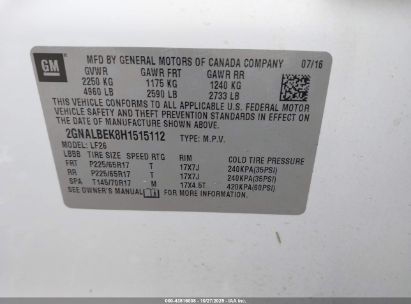 GM
MFD BY GENERAL MOTORS OF CANADA COMPANY 07/16
GVWR GAWR FRT GAWR RR
2250 KG 1175 KG 1240 KG
4960 LB 2590 LB 2733 LB
THIS VEHICLE CONFORMS TO ALL APPLICABLE U.S. FEDERAL MOTOR
VEHICLE SAFETY, BUMPER, AND THEFT PREVENTION STANDARDS IN EFFECT
ON THE DATE OF MANUFACTURE SHOWN ABOVE.
2GNALBEK8H1515112 TYPE: M.P.V.
MODEL: LF26
LBSB TIRE SIZE SPEED RTG RIM COLD TIRE PRESSURE
FRT P225/65R17 T 17X7J 240KPA(35PSI)
RR P225/65R17 T 17X7J 240KPA(35PSI)
SPA T145/70R17 M 17X4.5T 420KPA(60PSI)
SEE OWNER'S MANUAL FOR MORE INFORMATION.